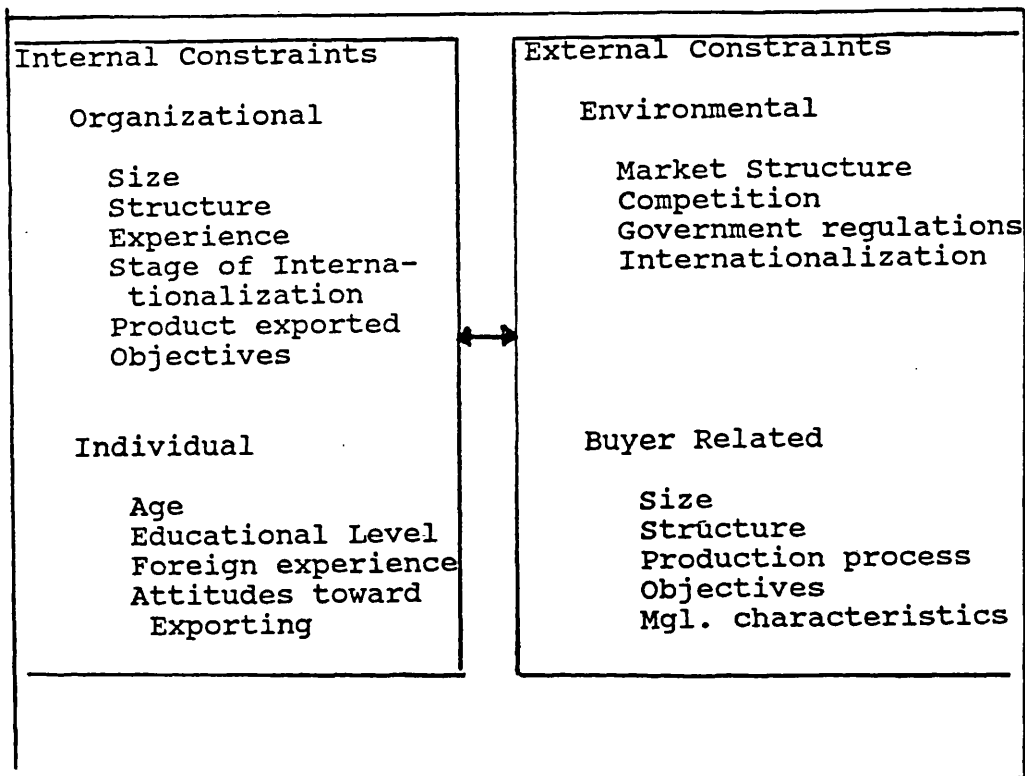 Internal Constraints
Organizational
Size
Structure
Experience
Stage of Interna-
tionalization
Product exported
Objectives
Individual
Age
Educational Level
Foreign experience
Attitudes toward
Exporting
External Constraints
Environmental
Market Structure
Competition
Government regulations
Internationalization
Buyer Related
Size
Structure
Production process
Objectives
Mgl. characteristics